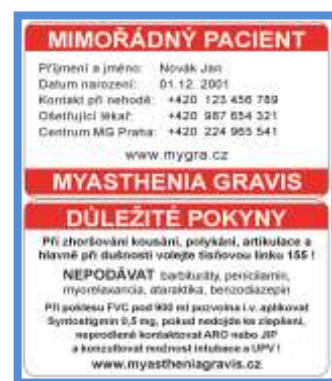 MIMOŘÁDNÝ PACIENT
Příjmení a jméno: Novák Jan
Datum narození: 01.12. 2001
Kontakt při nehodě: +420 123 456 789
Ošetřující lékař: +420 987 654 321
Centrum MG Praha: +420 224 965 541
www.mygra.cz
MYASTHENIA GRAVIS
DŮLEŽITÉ POKYNY
Při zhoršování kousání, polykání, artikulace a
hlavně při dušnosti volejte tísňovou linku 155 !
NEPODÁVAT barbituráty, penicilamin,
myorelaxancia, ataraktika, benzodiazepin
Při poklesu FVC pod 900 ml pozvolna i.v. aplikovat
Syntostigmin 0,5 mg, pokud nedojde ke zlepšení,
neprodleně kontaktovat ARO nebo JIP
a konzultovat možnost intubace a UPV !
www.myastheniagravis.cz